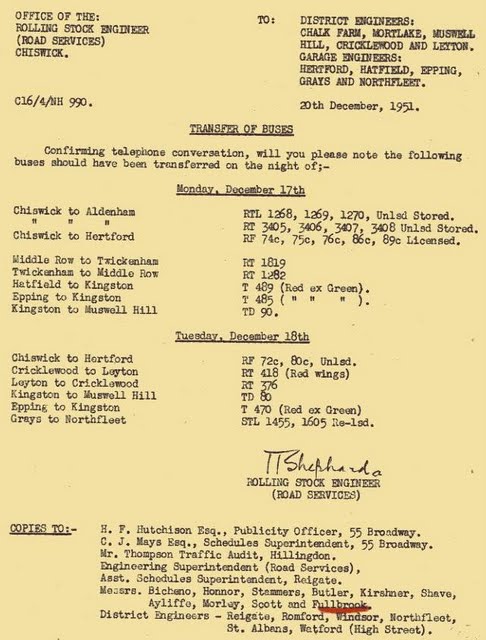 OFFICE OF THE:
ROLLING STOCK ENGINEER
(ROAD SERVICES)
CHISWICK.
TO: DISTRICT ENGINEERS:
CHALK FARM, MORTLAKE, MUSWELL
HILL, CRICKLEWOOD AND LEYTON.
GARAGE ENGINEERS:
HERTFORD, HATFIELD, EPPING,
GRAYS AND NORTHFLEET.
C16/4/NH 990.
20th December, 1951.
TRANSFER OF BUSES
Confirming telephone conversation, will you please note the following
buses should have been transferred on the night of;-
Monday, December 17th
Chiswick to Aldenham RTL 1268, 1269, 1270, Unlsd Stored.
" " " RT 3405, 3406, 3407, 3408 Unlsd Stored.
Chiswick to Hertford RF 74c, 75c, 76c, 86c, 89c Licensed.
Middle Row to Twickenham RT 1819
Twickenham to Middle Row RT 1282
Hatfield to Kingston T 489 (Red ex Green).
Epping to Kingston T 485 ( " " " ).
Kingston to Muswell Hill TD 90.
Tuesday, December 18th
Chiswick to Hertford RF 72c, 80c, Unlsd.
Cricklewood to Leyton RT 418 (Red wings)
Leyton to Cricklewood RT 376
Kingston to Muswell Hill TD 80
Epping to Kingston T 470 (Red ex Green)
Grays to Northfleet STL 1455, 1605 Re-lsd.
TTShephard
ROLLING STOCK ENGINEER
(ROAD SERVICES)
COPIES TO:- H. F. Hutchison Esq., Publicity Officer, 55 Broadway.
C. J. Mays Esq., Schedules Superintendent, 55 Broadway.
Mr. Thompson Traffic Audit, Hillingdon.
Engineering Superintendent (Road Services),
Asst. Schedules Superintendent, Reigate.
Messrs. Bicheno, Honnor, Stammers, Butler, Kirshner, Shave,
Ayliffe, Morley, Scott and Fullbrook.
District Engineers - Reigate, Romford, Windsor, Northfleet,
St. Albans, Watford (High Street).